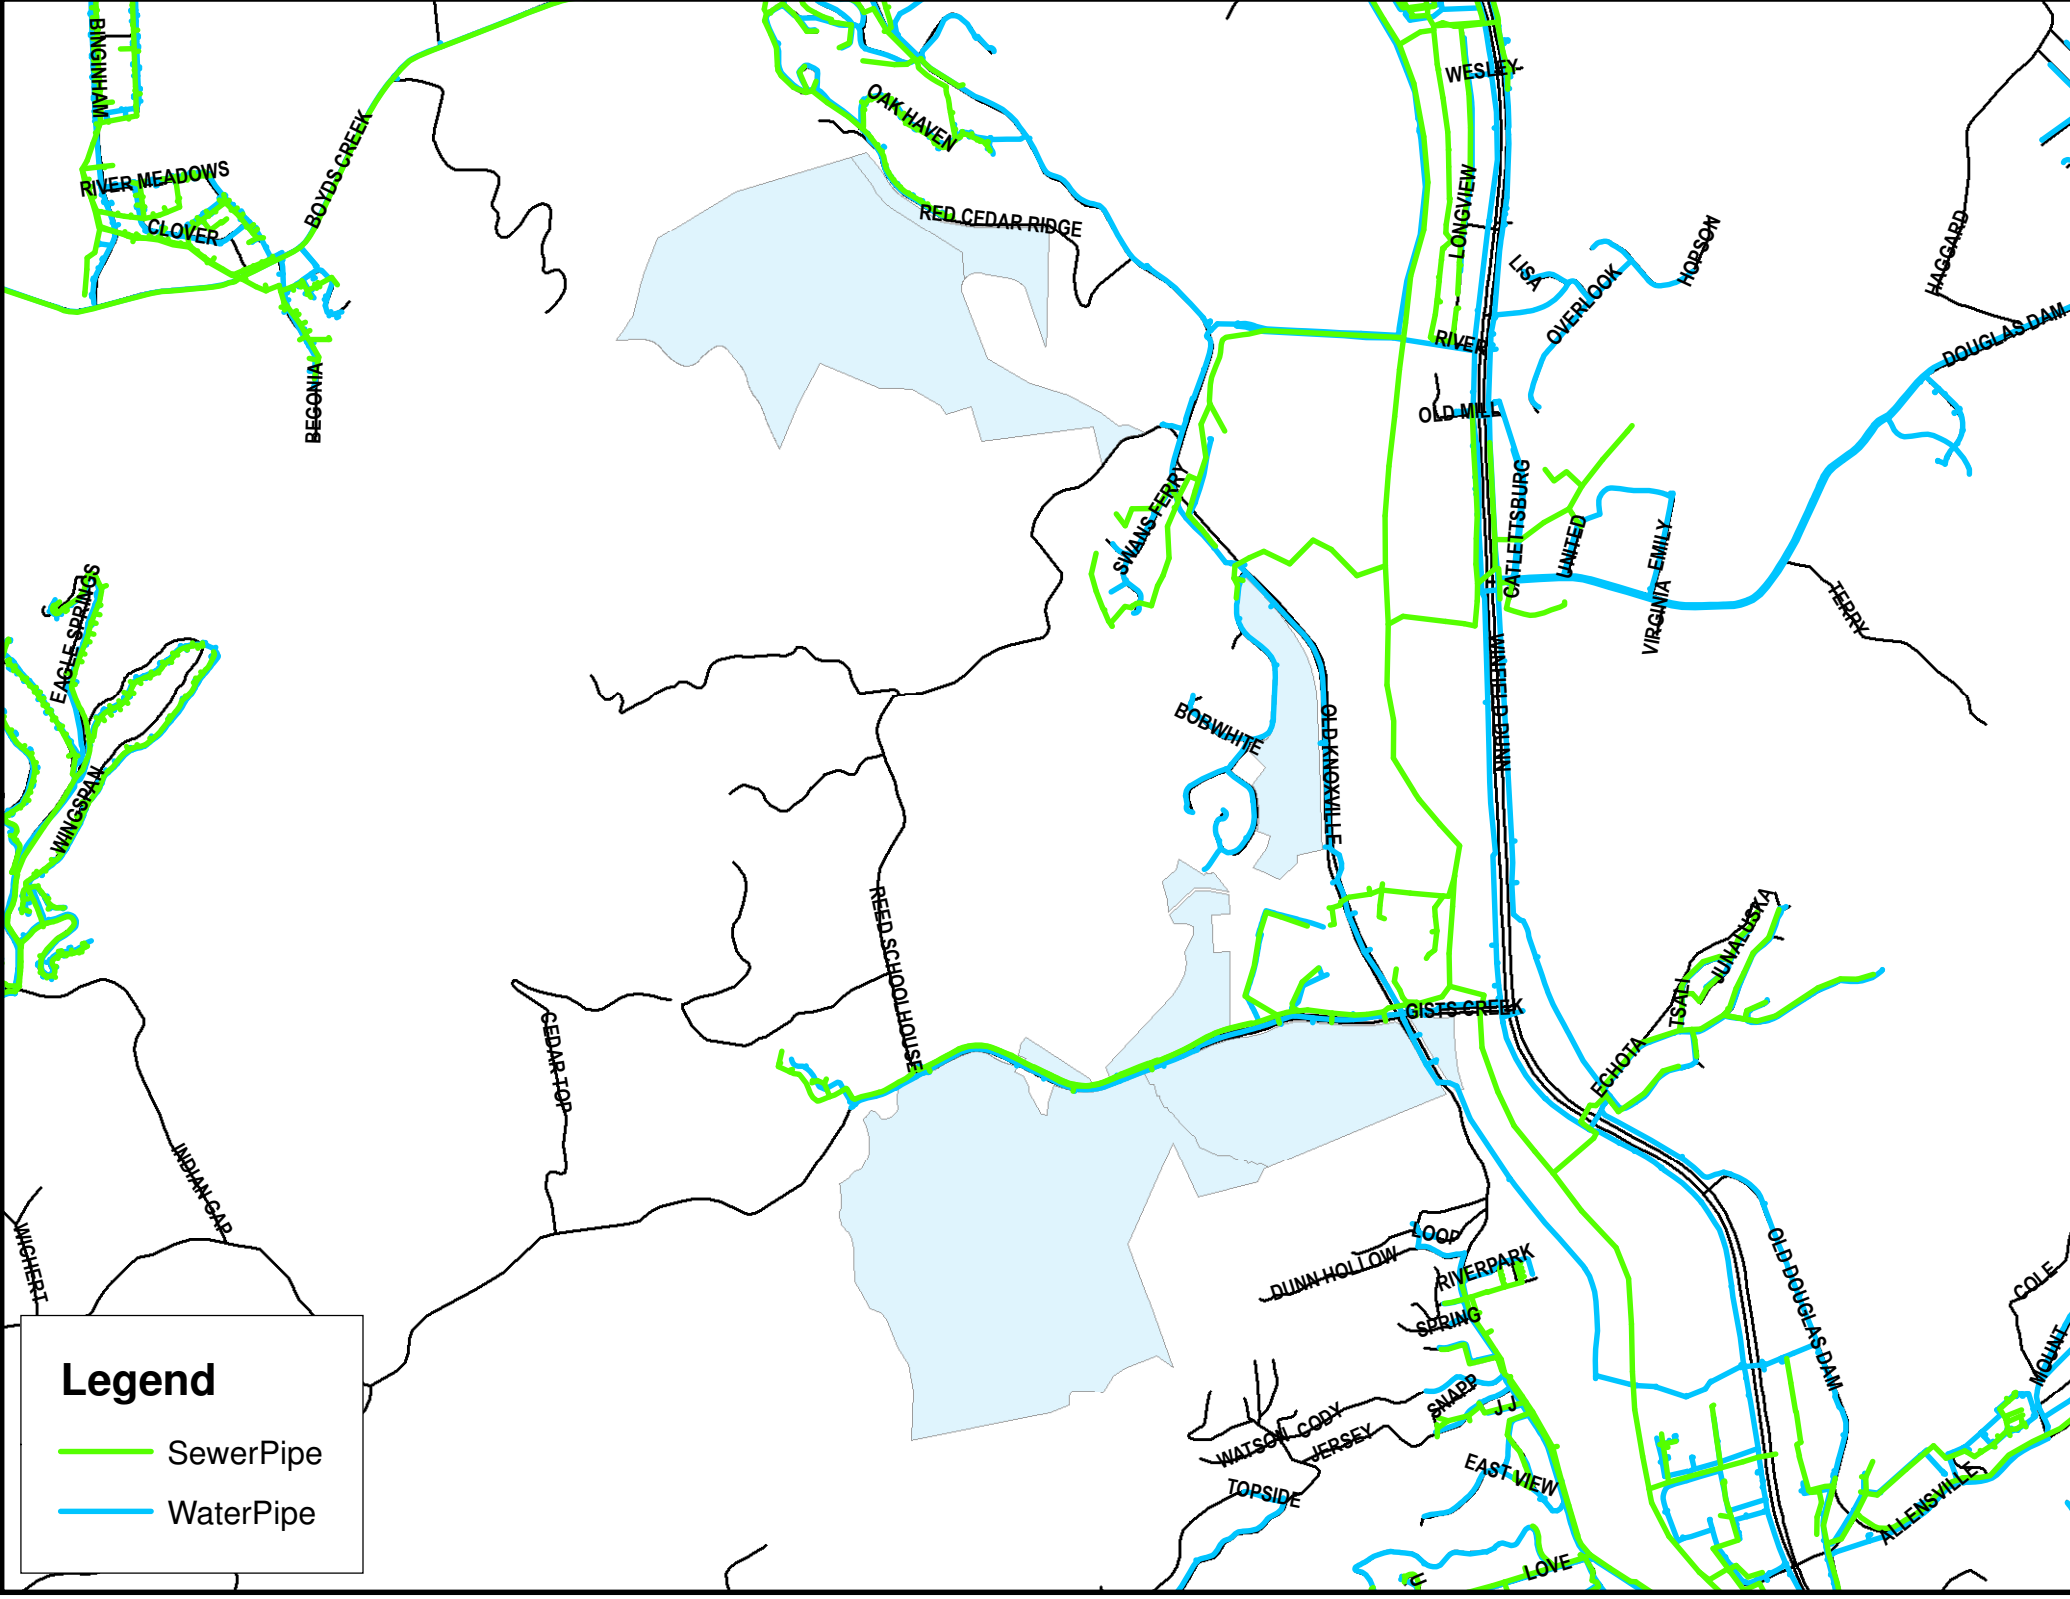 BINGINHAM
WESLEY
OAK HAVEN
BOYDS CREEK
RIVER MEADOWS
CLOVER
RED CEDAR RIDGE
LONGVIEW
LISA
OVERLOOK
HOPSON
HAGGARD
DOUGLAS DAM
RIVER
BEGONIA
OLD MILL
SWANS FERRY
CATLETTSBURG
UNITED
EMILY
VIRGINIA
TERRY
EAGLE SPRINGS
WINFIELD DUNN
BOBWHITE
OLD KNOXVILLE
WINGSPAN
REED SCHOOLHOUSE
JUNALUSKA
TSALI
GISTS CREEK
CEDAR TOP
ECHOTA
INDIAN GAP
WICHERT
LOOP
DUNN HOLLOW
RIVERPARK
SPRING
OLD DOUGLAS DAM
COLE
MOUNT
SNAPP
J J
WATSON CODY
JERSEY
EAST VIEW
TOPSIDE
ALLENSVILLE
LOVE
Legend
SewerPipe
WaterPipe